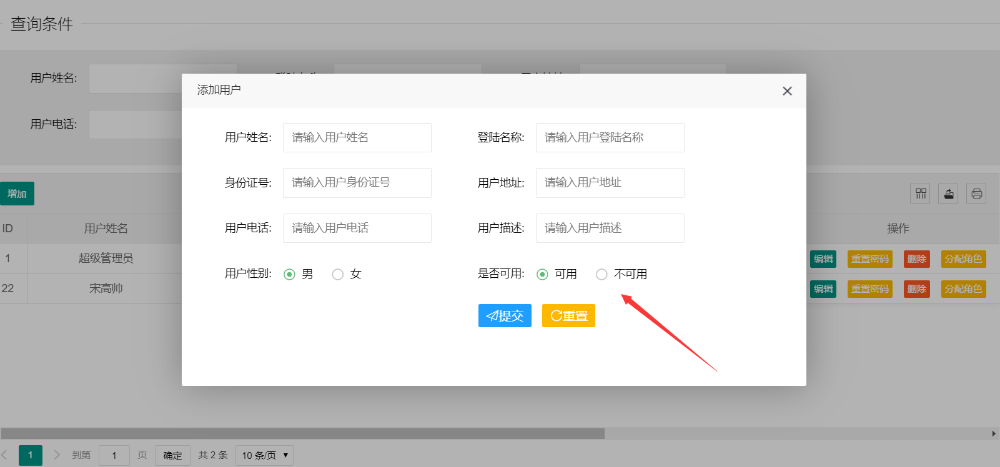 查询条件
用户姓名:
用户电话:
添加用户
用户姓名: 请输入用户姓名 登陆名称: 请输入用户登陆名称
身份证号: 请输入用户身份证号 用户地址: 请输入用户地址
用户电话: 请输入用户电话 用户描述: 请输入用户描述
用户性别: 男 女 是否可用: 可用 不可用
提交 重置
增加
ID 用户姓名 操作
1 超级管理员 编辑 重置密码 删除 分配角色
22 宋高帅 编辑 重置密码 删除 分配角色
1 到第 1 页 确定 共 2 条 10 条/页